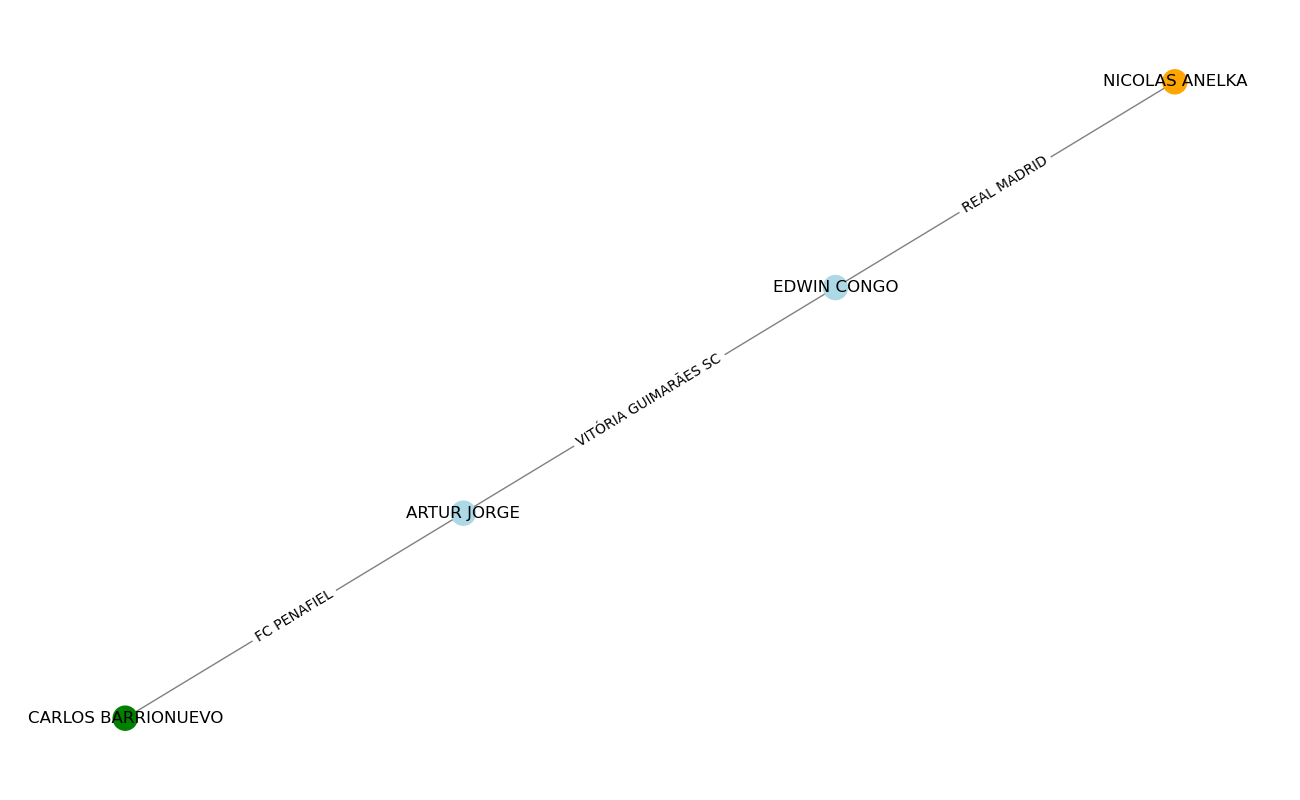 NICOLAS ANELKA
REAL MADRID
EDWIN CONGO
VITÓRIA GUIMARÃES SC
ARTUR JORGE
FC PENAFIEL
CARLOS BARRIONUEVO